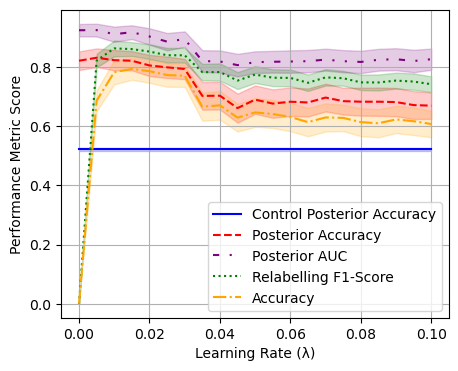 Performance Metric Score
0.8
0.6
0.4
0.2
0.0
Control Posterior Accuracy
Posterior Accuracy
Posterior AUC
Relabelling F1-Score
Accuracy
0.00 0.02 0.04 0.06 0.08 0.10
Learning Rate (λ)